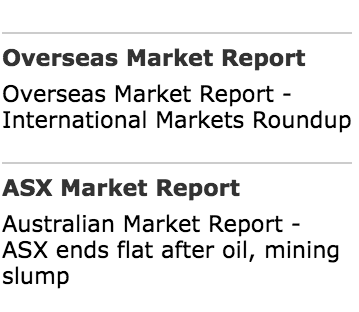 Overseas Market Report
Overseas Market Report -
International Markets Roundup
ASX Market Report
Australian Market Report -
ASX ends flat after oil, mining
slump